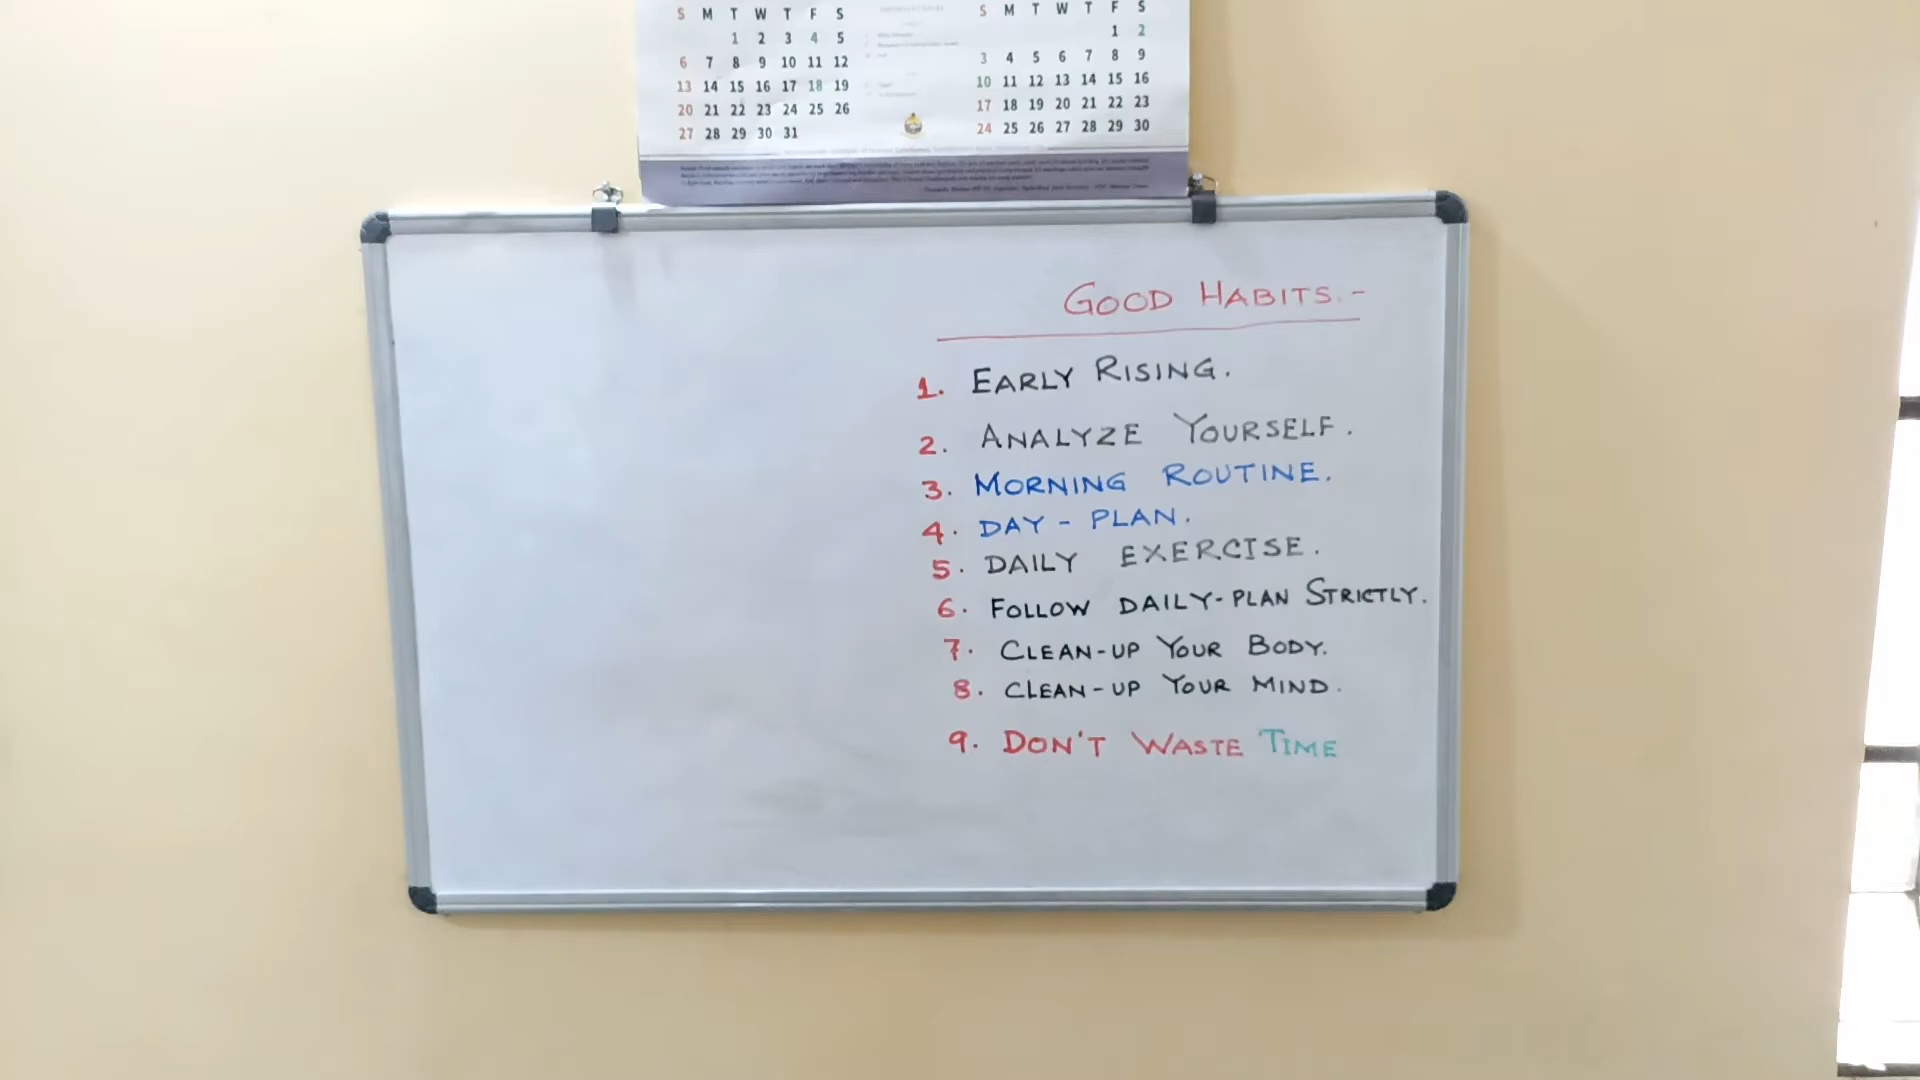 S M T W T F S
1 2 3 4 5
6 7 8 9 10 11 12
13 14 15 16 17 18 19
20 21 22 23 24 25 26
27 28 29 30 31
S M T W T F S
1 2
3 4 5 6 7 8 9
10 11 12 13 14 15 16
17 18 19 20 21 22 23
24 25 26 27 28 29 30
GOOD HABITS.-
1. EARLY RISING.
2. ANALYZE YOURSELF.
3. MORNING ROUTINE.
4. DAY - PLAN.
5. DAILY EXERCISE.
6. FOLLOW DAILY-PLAN STRICTLY.
7. CLEAN-UP YOUR BODY.
8. CLEAN-UP YOUR MIND.
9. DON'T WASTE TIME